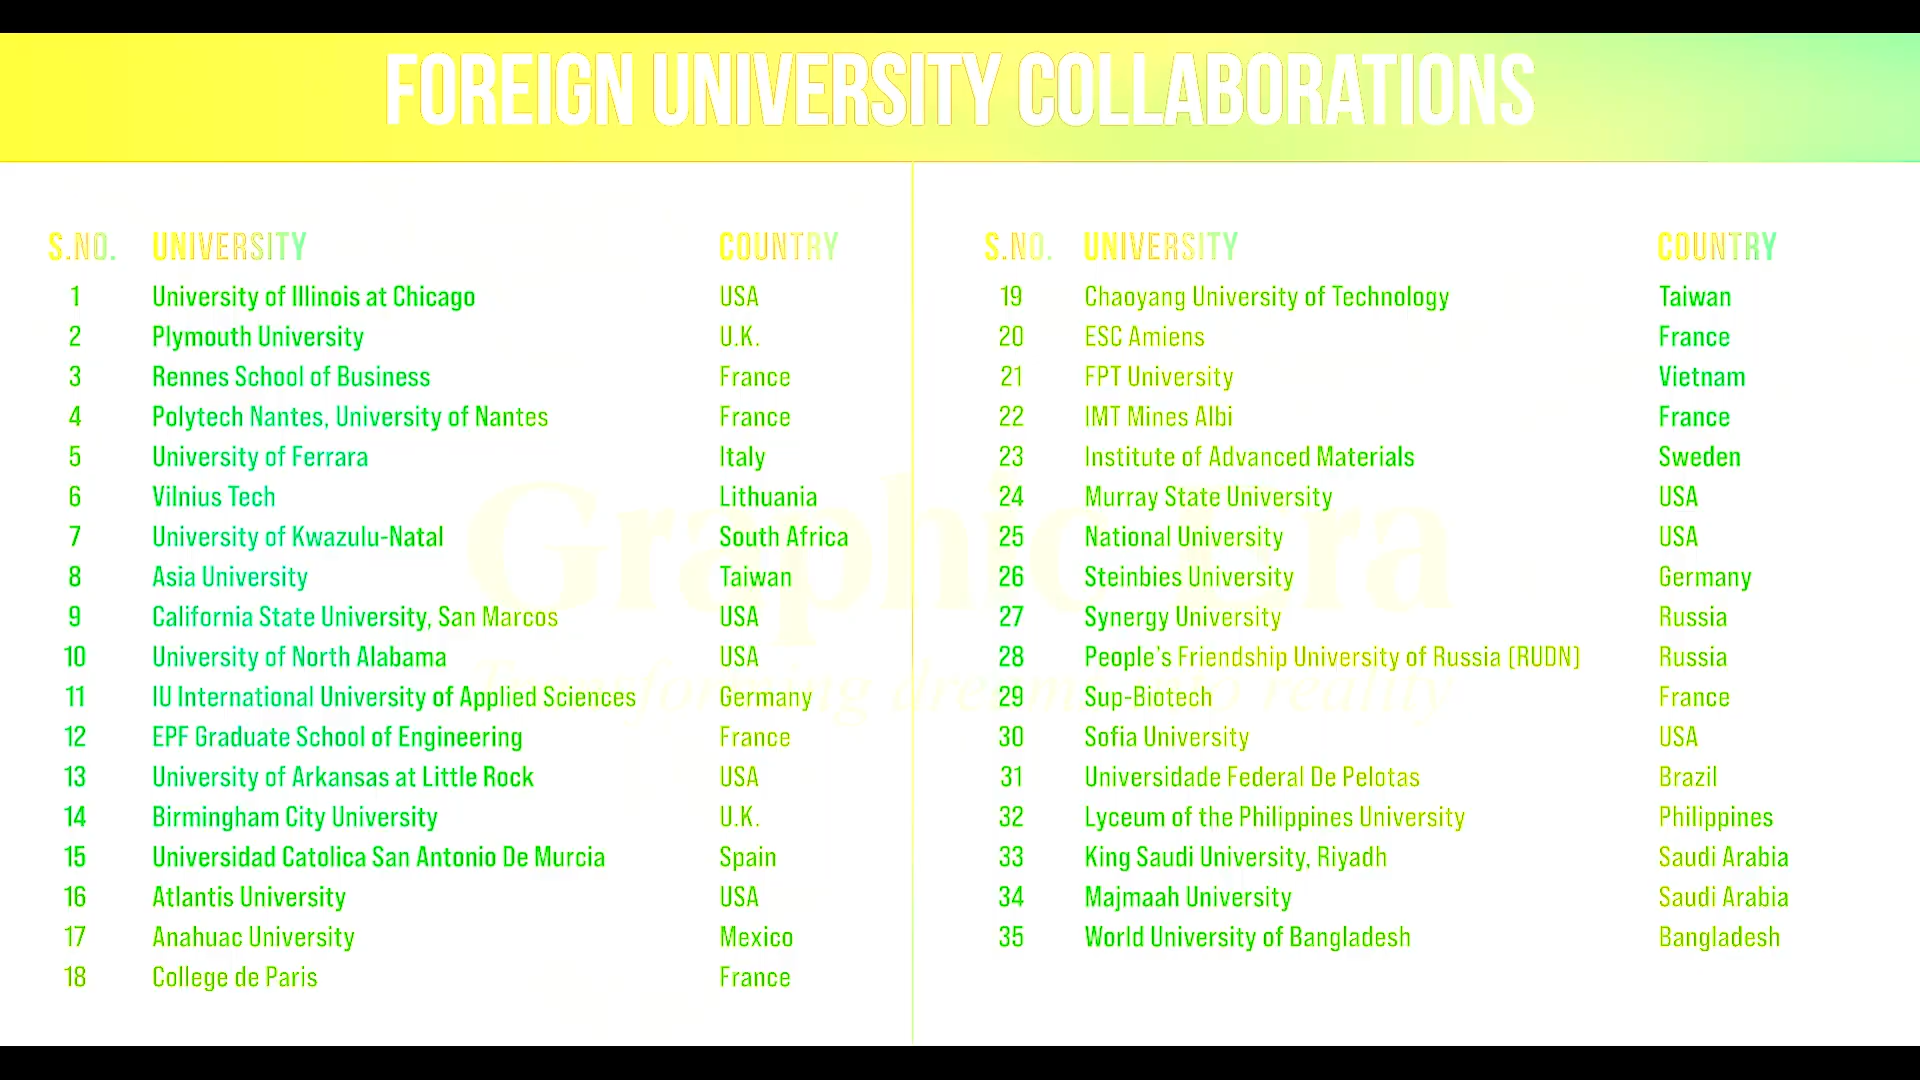 FOREIGN UNIVERSITY COLLABORATIONS
S.NO. UNIVERSITY COUNTRY
1 University of Illinois at Chicago USA
2 Plymouth University U.K.
3 Rennes School of Business France
4 Polytech Nantes, University of Nantes France
5 University of Ferrara Italy
6 Vilnius Tech Lithuania
7 University of Kwazulu-Natal South Africa
8 Asia University Taiwan
9 California State University, San Marcos USA
10 University of North Alabama USA
11 IU International University of Applied Sciences Germany
12 EPF Graduate School of Engineering France
13 University of Arkansas at Little Rock USA
14 Birmingham City University U.K.
15 Universidad Catolica San Antonio De Murcia Spain
16 Atlantis University USA
17 Anahuac University Mexico
18 College de Paris France
S.NO. UNIVERSITY COUNTRY
19 Chaoyang University of Technology Taiwan
20 ESC Amiens France
21 FPT University Vietnam
22 IMT Mines Albi France
23 Institute of Advanced Materials Sweden
24 Murray State University USA
25 National University USA
26 Steinbies University Germany
27 Synergy University Russia
28 People's Friendship University of Russia (RUDN) Russia
29 Sup-Biotech France
30 Sofia University USA
31 Universidade Federal De Pelotas Brazil
32 Lyceum of the Philippines University Philippines
33 King Saudi University, Riyadh Saudi Arabia
34 Majmaah University Saudi Arabia
35 World University of Bangladesh Bangladesh
Graphic Era
Transforming dreams into reality